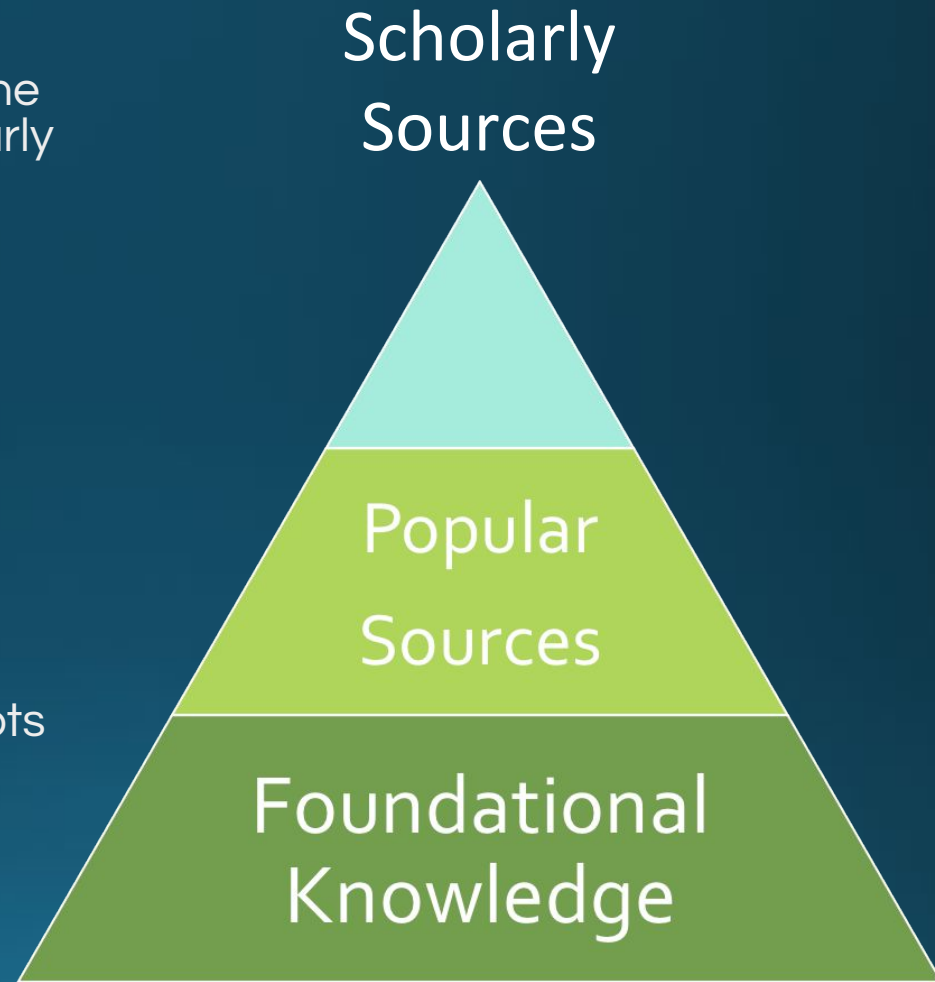 Scholarly
Sources
Popular
Sources
Foundational
Knowledge